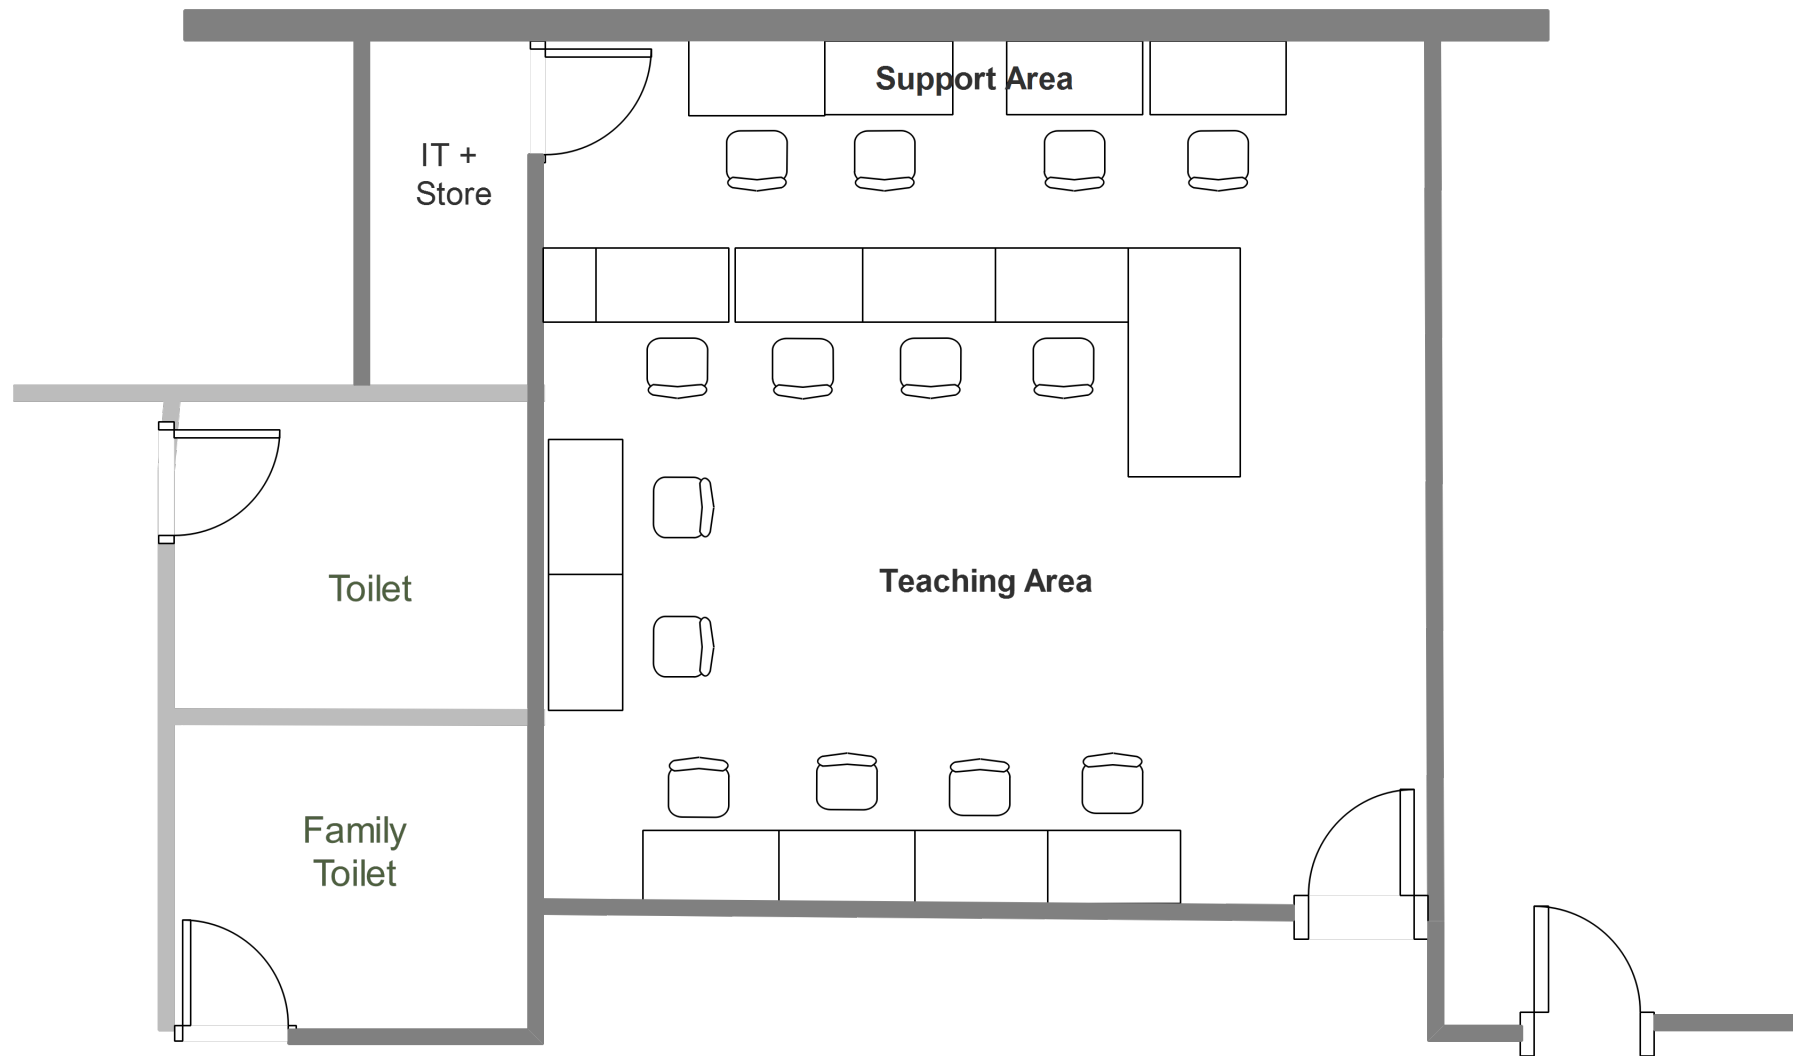 Support Area
IT +
Store
Teaching Area
Toilet
Family
Toilet